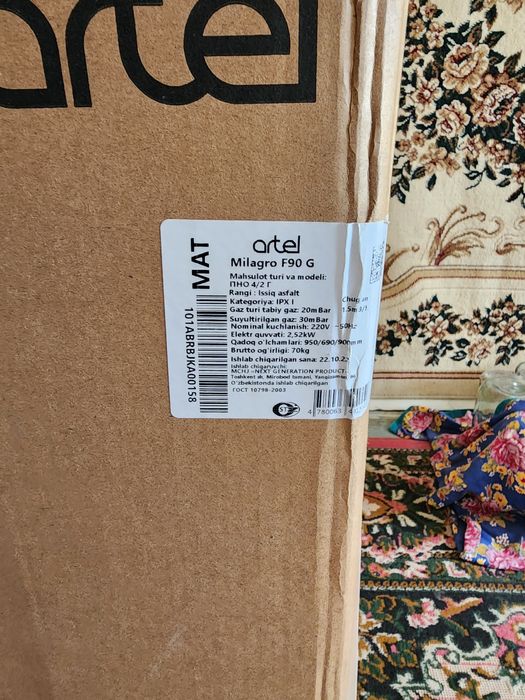 artel
MAT
101ABRBJKA00158
artel
Milagro F90 G
Mahsulot turi va modeli:
ПНО 4/2 Г
Rangi : Issiq asfalt
Kategoriya: IPX I
Gaz turi tabiy gaz: 20mBar
Suyultirilgan gaz: 30mBar
Nominal kuchlanish: 220V ~50Hz
Elektr quvvati: 2,52kW
Qadoq o'lchamlari: 950/690/900mm
Brutto og'irligi: 70kg
Ishlab chiqarilgan sana: 22.10.2
Ishlab chiqaruvchi:
MCHJ «NEXT GENERATION PRODUCT
Toshkent sh. Mirobod tumani,
O'zbekistonda ishlab chiqarilgan
ГОСТ 10798-2003
4 780063